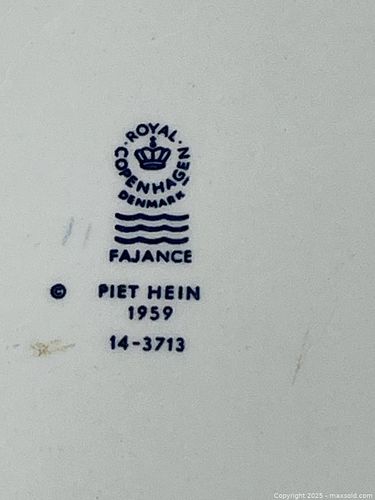 · ROYAL ·
COPENHAGEN
DENMARK
FAJANCE
© PIET HEIN
1959
14-3713
Copyright 2025 - maxsold.com